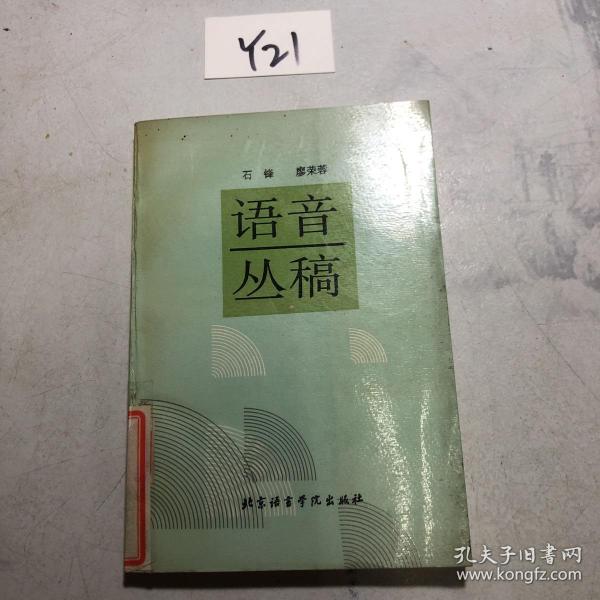 Y21
石锋 廖荣蓉
语音
丛稿
北京语言学院出版社
孔夫子旧书网
www.kongfz.com